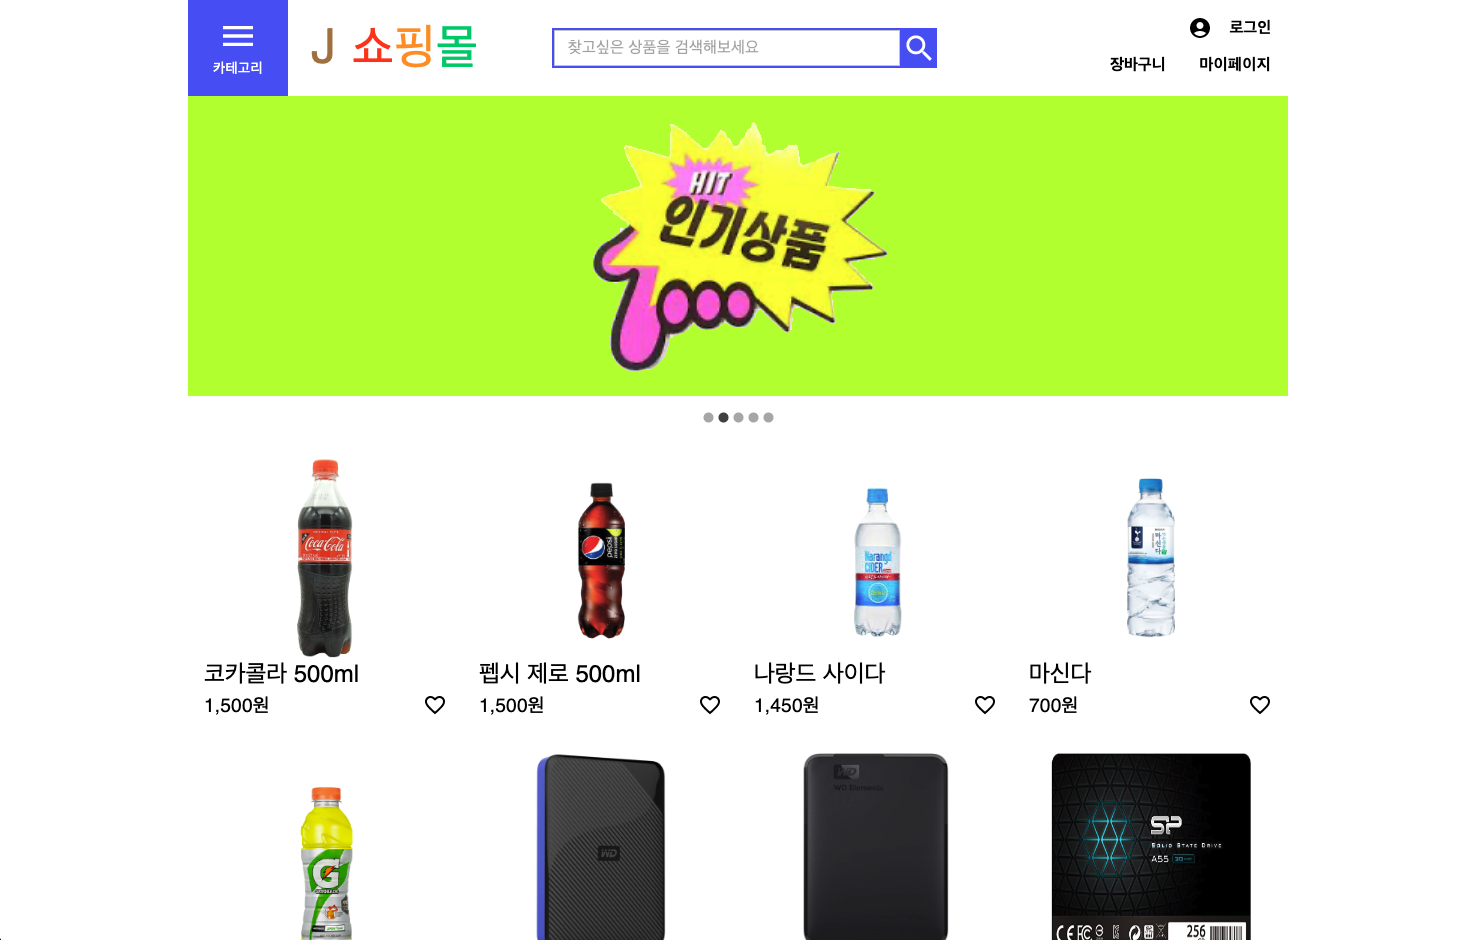 카테고리
J 쇼핑몰
찾고싶은 상품을 검색해보세요
로그인
장바구니 마이페이지
HIT
인기상품
Coca-Cola
pepsi
Narangd
CIDER
마신다
코카콜라 500ml
펩시 제로 500ml
나랑드 사이다
마신다
1,500원
1,500원
1,450원
700원
G
WD
WD
WD Elements
SP
SOLID STATE DRIVE
A55 3D
256